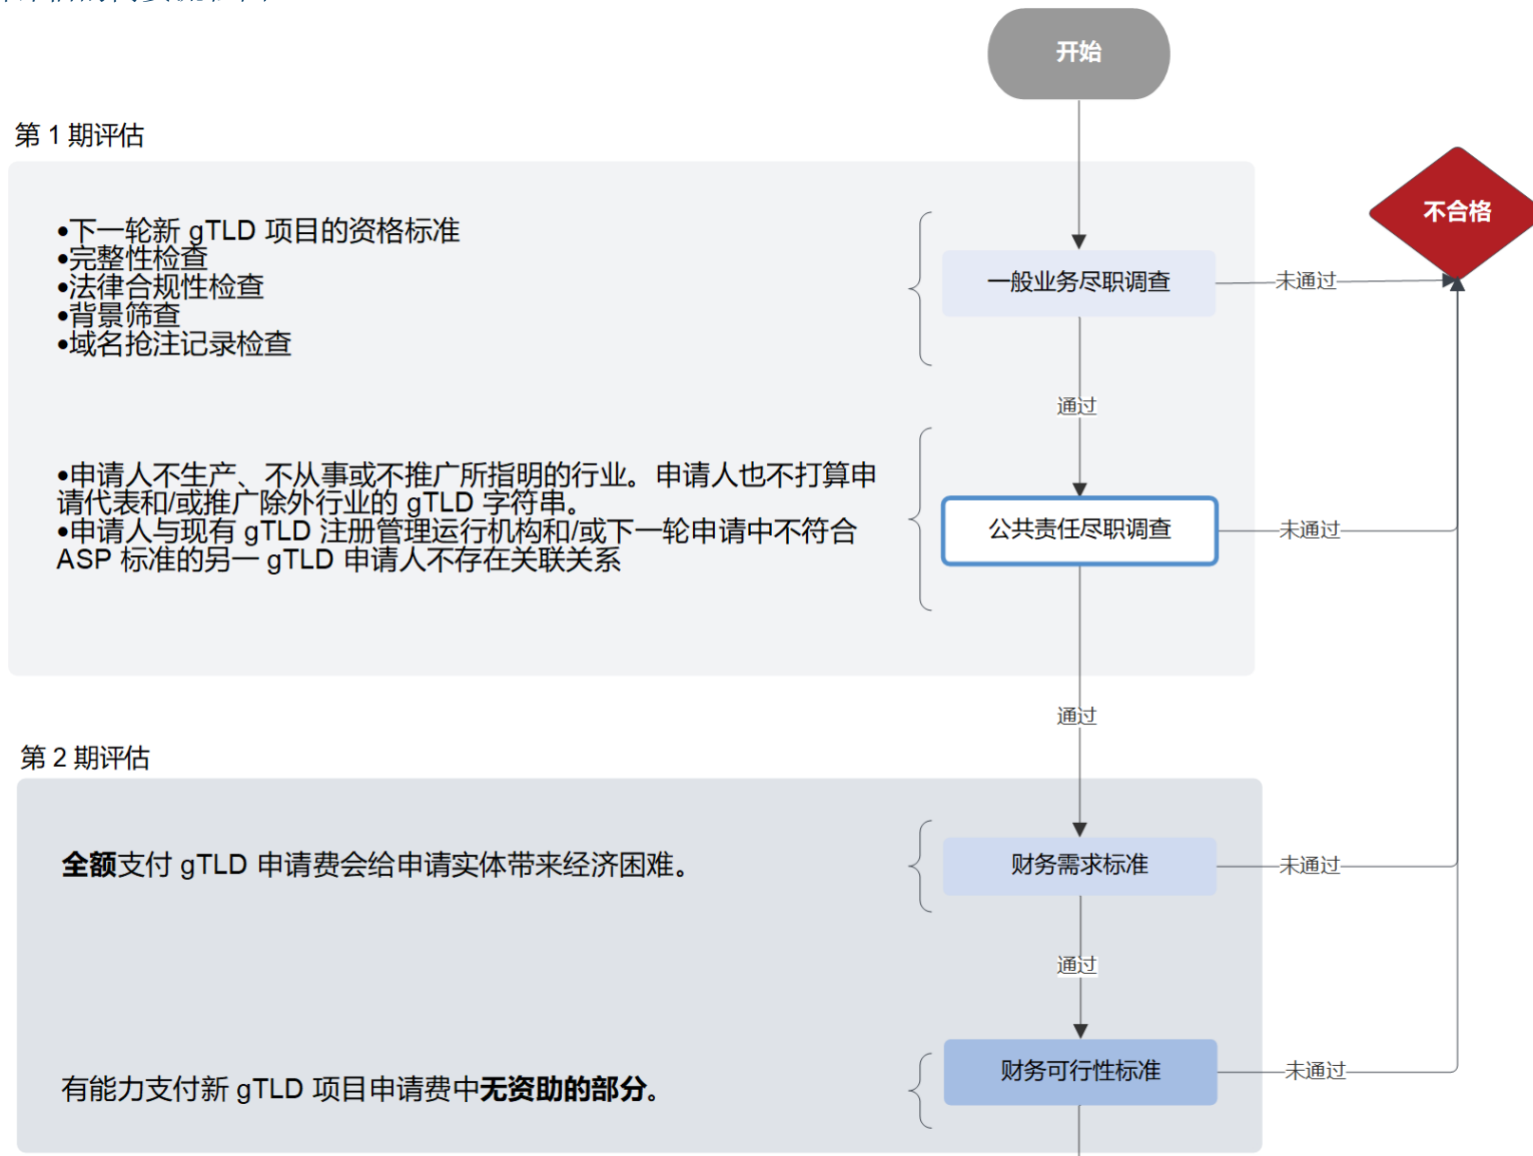 开始
第 1 期评估
不合格
•下一轮新 gTLD 项目的资格标准
•完整性检查
•法律合规性检查
•背景筛查
•域名抢注记录检查
一般业务尽职调查
未通过
通过
•申请人不生产、不从事或不推广所指明的行业。申请人也不打算申
请代表和/或推广除外行业的 gTLD 字符串。
•申请人与现有 gTLD 注册管理运行机构和/或下一轮申请中不符合
ASP 标准的另一 gTLD 申请人不存在关联关系
公共责任尽职调查
未通过
通过
第 2 期评估
全额支付 gTLD 申请费会给申请实体带来经济困难。
财务需求标准
未通过
通过
有能力支付新 gTLD 项目申请费中无资助的部分。
财务可行性标准
未通过